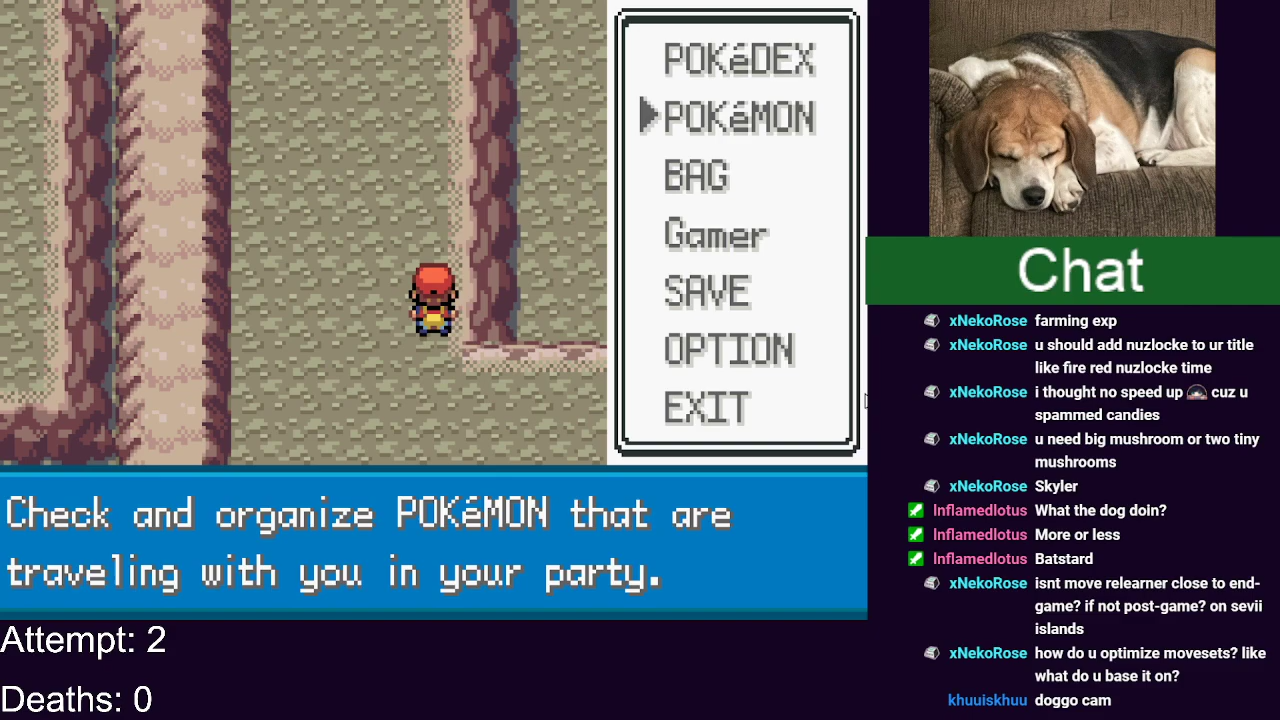 POKéDEX
POKéMON
BAG
Gamer
SAVE
OPTION
EXIT
Check and organize POKéMON that are
traveling with you in your party.
Attempt: 2
Deaths: 0
Chat
xNekoRose farming exp
xNekoRose u should add nuzlocke to ur title
like fire red nuzlocke time
xNekoRose i thought no speed up cuz u
spammed candies
xNekoRose u need big mushroom or two tiny
mushrooms
xNekoRose Skyler
Inflamedlotus What the dog doin?
Inflamedlotus More or less
Inflamedlotus Batstard
xNekoRose isnt move relearner close to end-
game? if not post-game? on sevii
islands
xNekoRose how do u optimize movesets? like
what do u base it on?
khuuiskhuu doggo cam